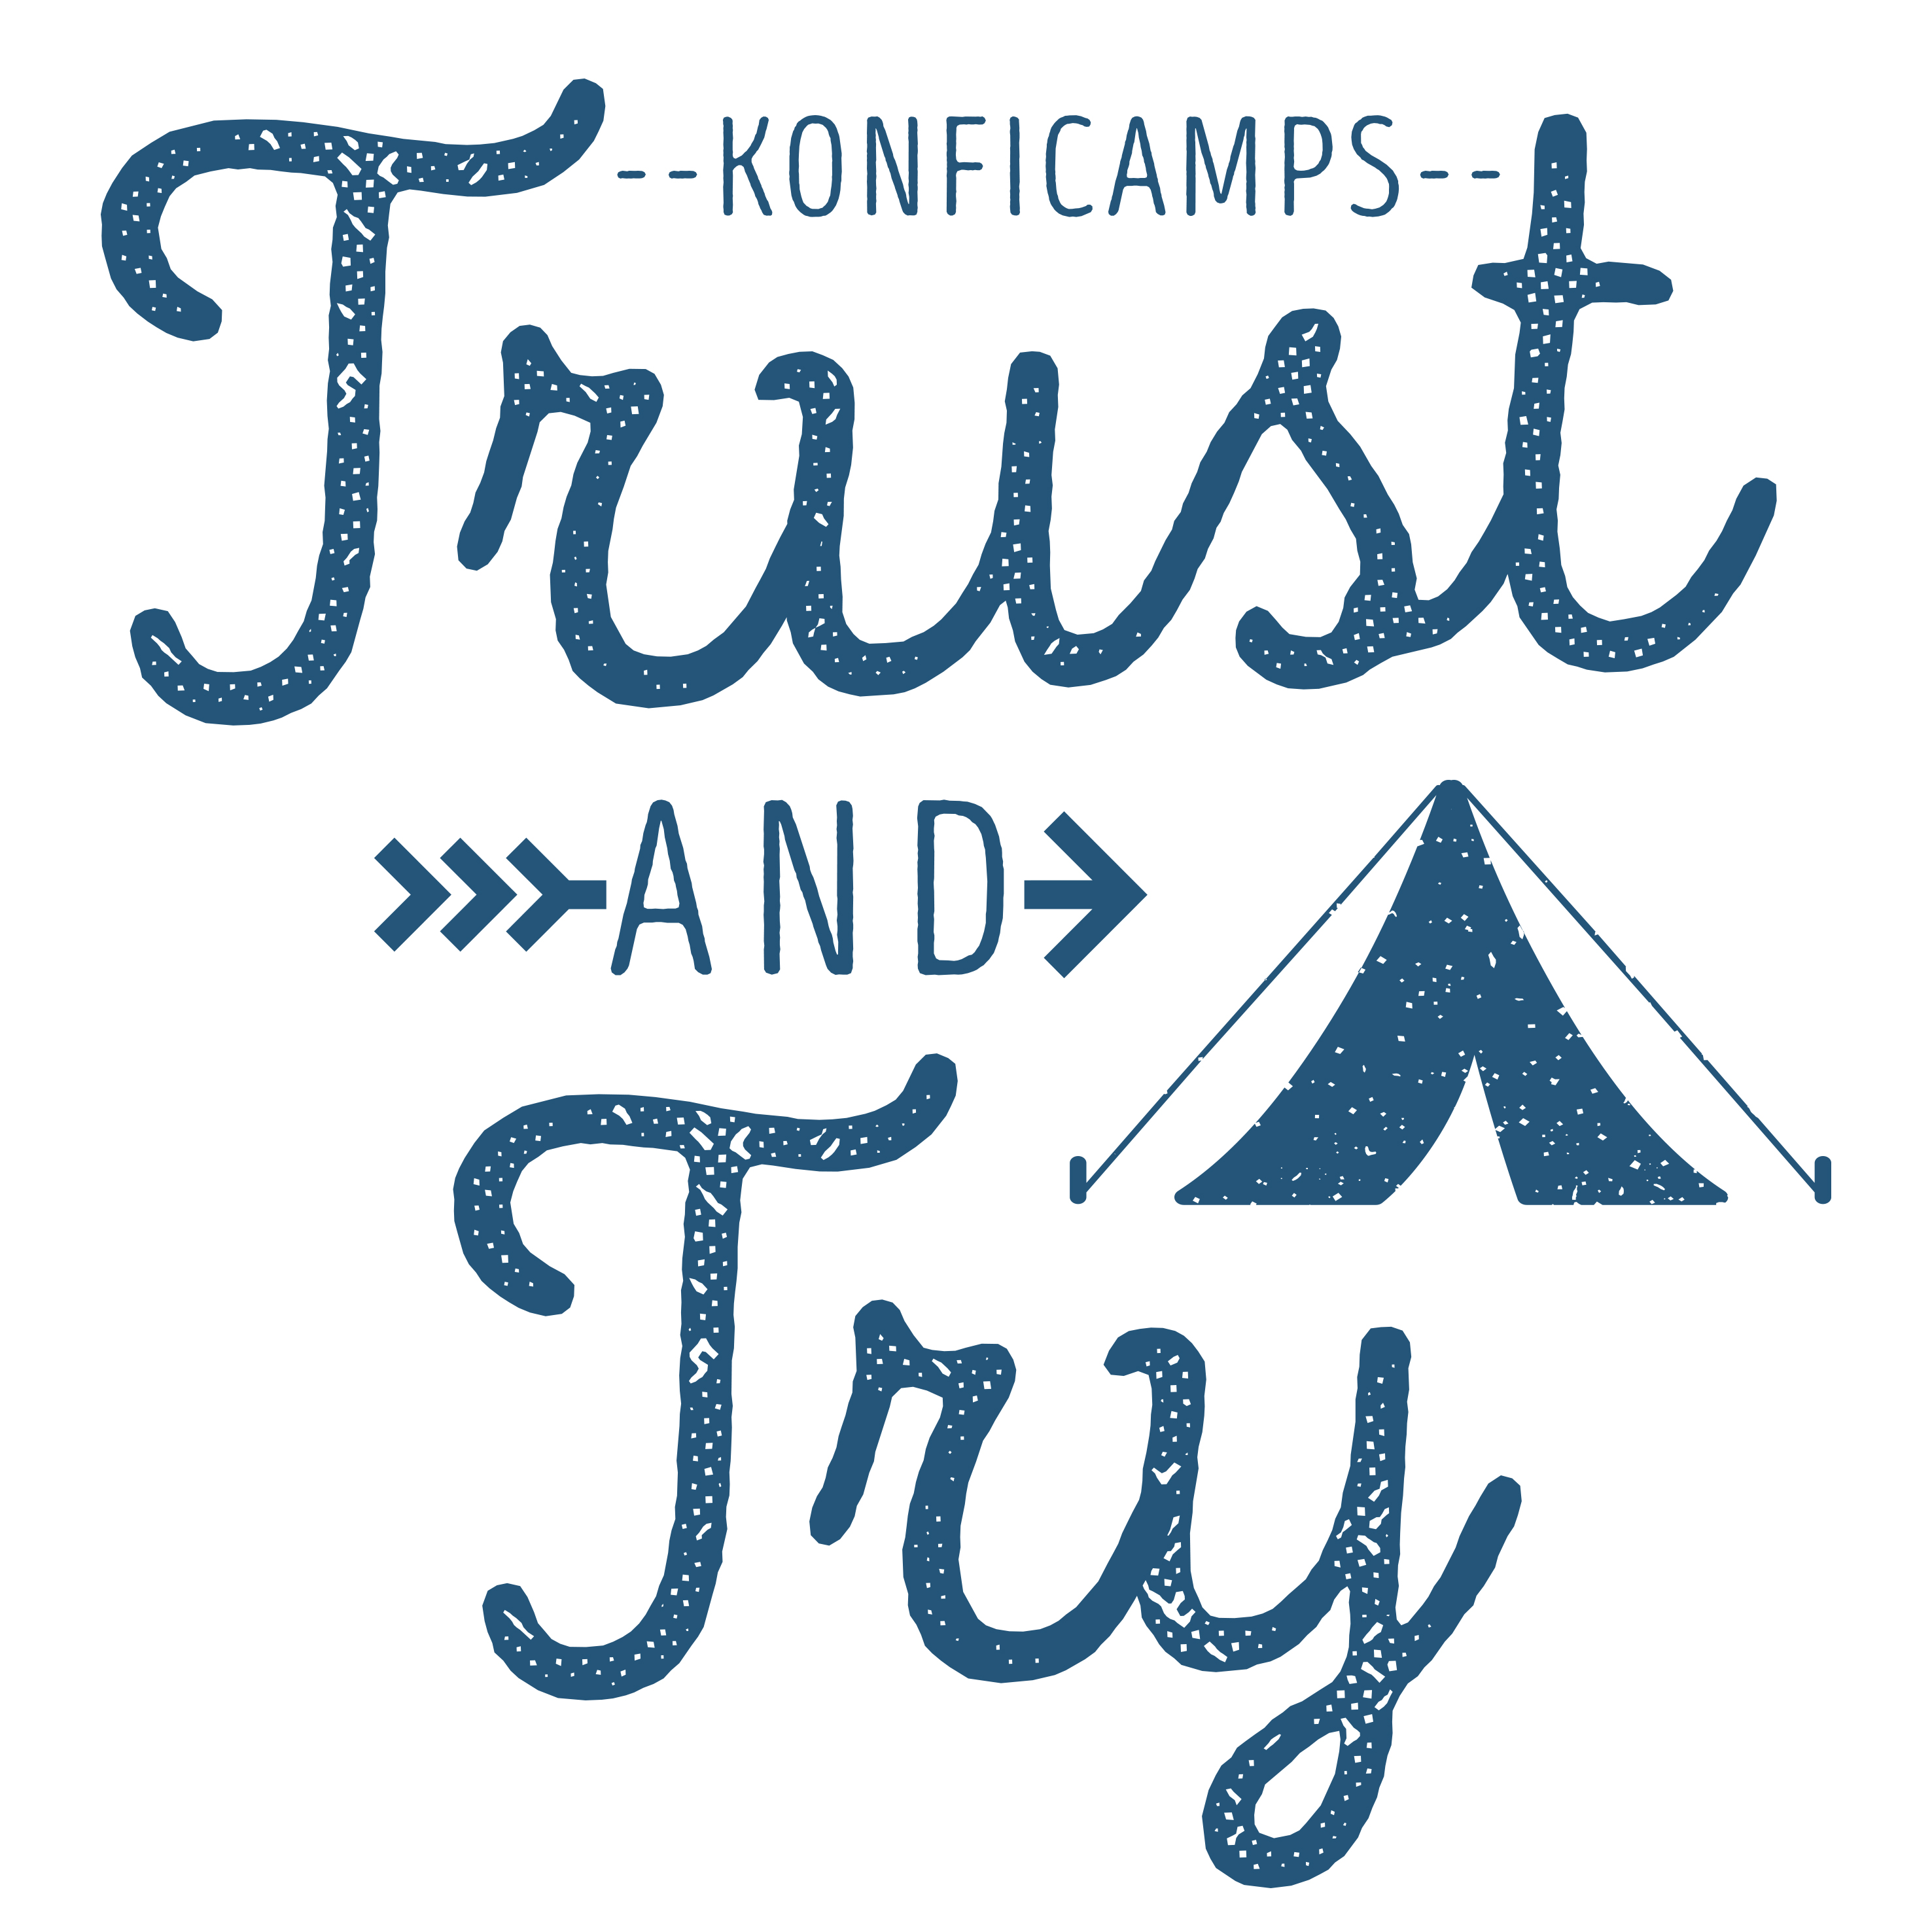 --KONFICAMPS--
Trust
AND
Try